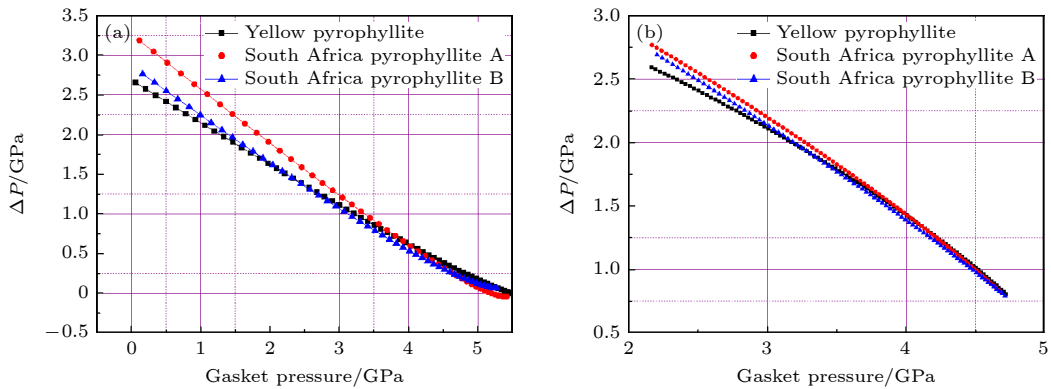 (a)
Yellow pyrophyllite
South Africa pyrophyllite A
South Africa pyrophyllite B
3.5
3.0
2.5
2.0
1.5
1.0
0.5
0
−0.5
ΔP/GPa
0 1 2 3 4 5
Gasket pressure/GPa
(b)
Yellow pyrophyllite
South Africa pyrophyllite A
South Africa pyrophyllite B
3.0
2.5
2.0
1.5
1.0
0.5
ΔP/GPa
2 3 4 5
Gasket pressure/GPa